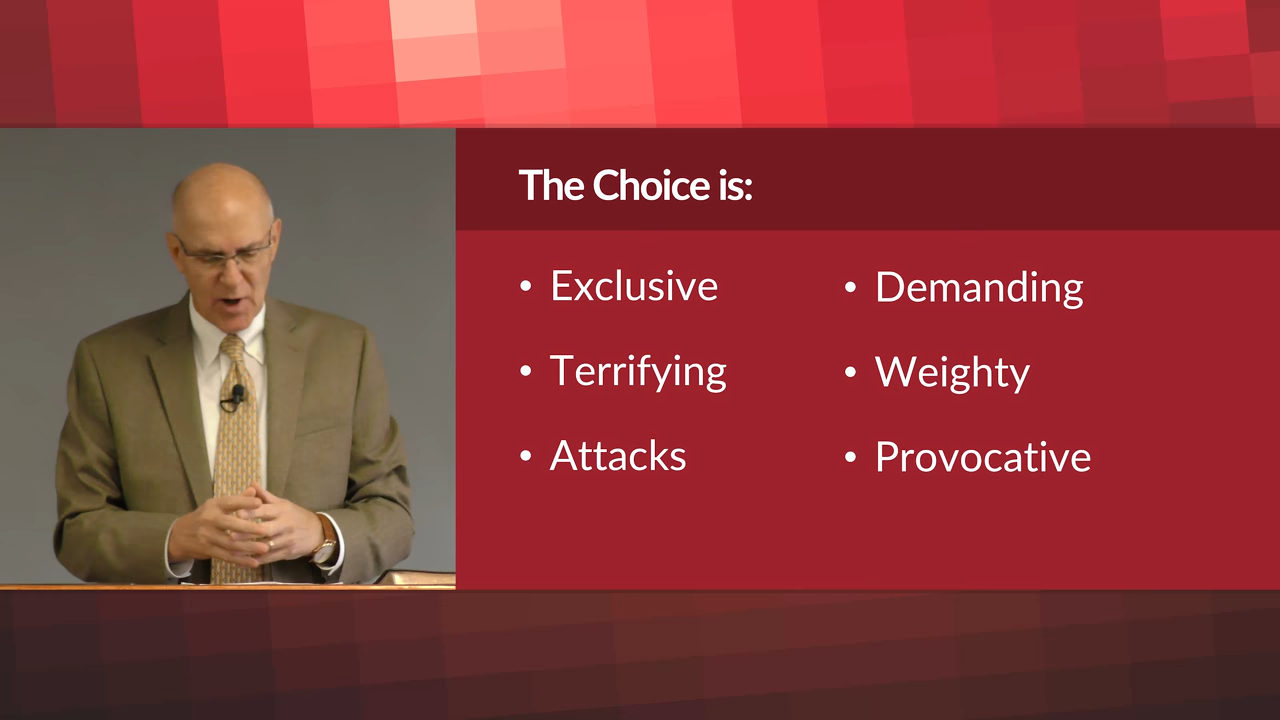 The Choice is:
• Exclusive
• Terrifying
• Attacks
• Demanding
• Weighty
• Provocative